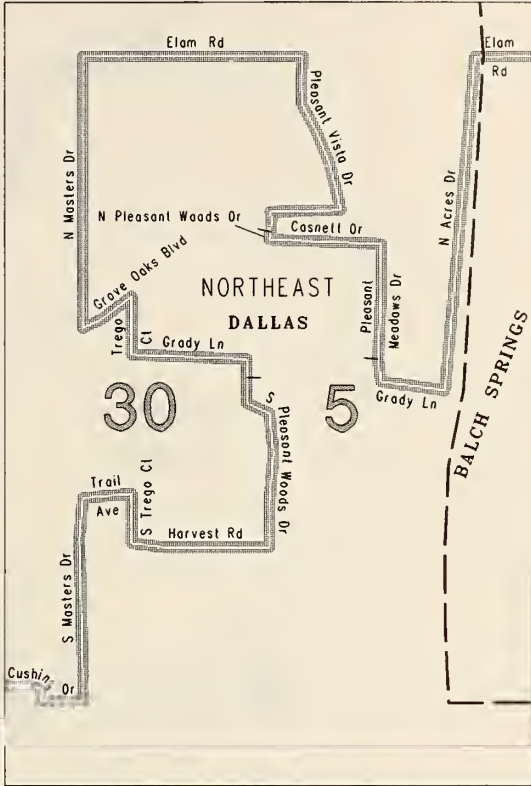 Elam Rd
Elam
Rd
N Masters Dr
Pleasant Vista Dr
N Acres Dr
N Pleasant Woods Dr
Casnett Dr
Grove Oaks Blvd
NORTHEAST
DALLAS
Pleasant
Meadows Dr
Trego
Ct
Grady Ln
Grady Ln
30
5
S
Pleasant Woods Dr
BALCH SPRINGS
Trail
Ave
S Trego Ct
Harvest Rd
S Masters Dr
Dr